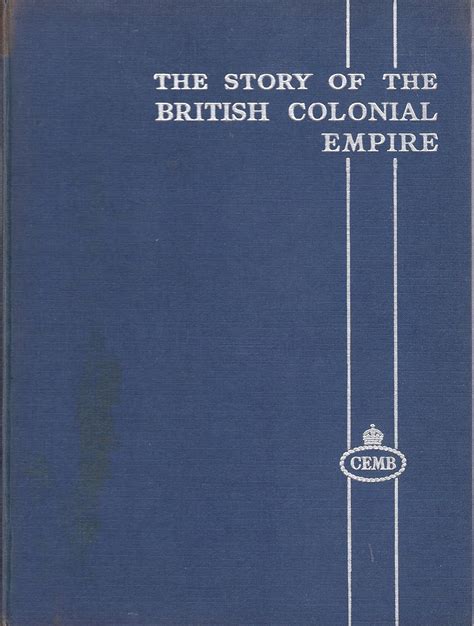 THE STORY OF THE
BRITISH COLONIAL
EMPIRE
CEMB